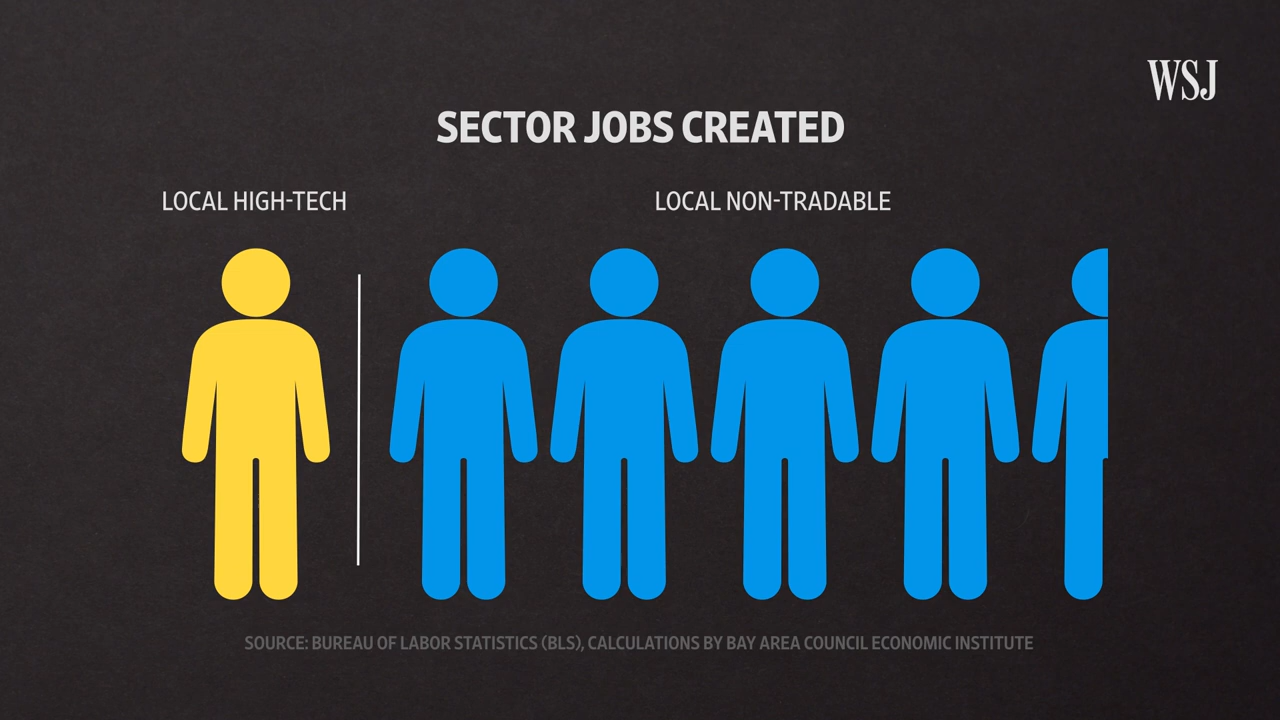 WSJ
SECTOR JOBS CREATED
LOCAL HIGH-TECH
LOCAL NON-TRADABLE
SOURCE: BUREAU OF LABOR STATISTICS (BLS), CALCULATIONS BY BAY AREA COUNCIL ECONOMIC INSTITUTE